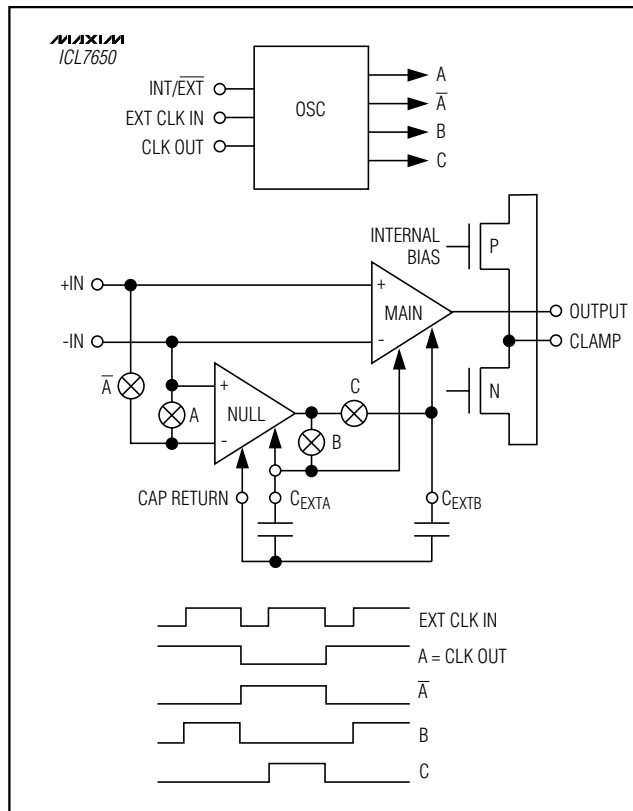 MAXIM
ICL7650
INT/E̅X̅T̅
EXT CLK IN
CLK OUT
OSC
A
A̅
B
C
INTERNAL
BIAS
P
+IN
+
MAIN
OUTPUT
-IN
-
CLAMP
A̅
A
+
NULL
-
C
B
N
CAP RETURN
CEXTA
CEXTB
EXT CLK IN
A = CLK OUT
A̅
B
C